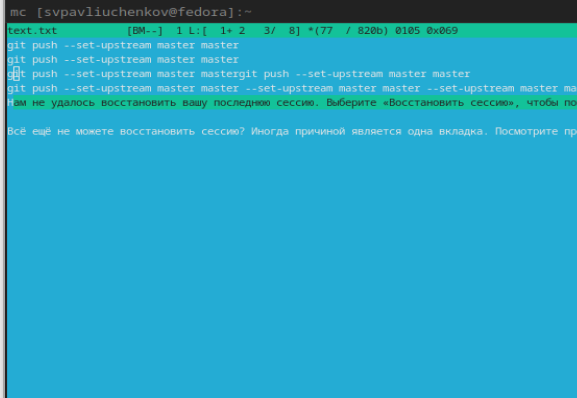 mc [svpavliuchenkov@fedora]:~
text.txt [BM--] 1 L:[ 1+ 2 3/ 8] *(77 / 820b) 0105 0x069
git push --set-upstream master master
git push --set-upstream master master
git push --set-upstream master mastergit push --set-upstream master master
git push --set-upstream master master --set-upstream master master --set-upstream master ma
Нам не удалось восстановить вашу последнюю сессию. Выберите «Восстановить сессию», чтобы по
Всё ещё не можете восстановить сессию? Иногда причиной является одна вкладка. Посмотрите пр